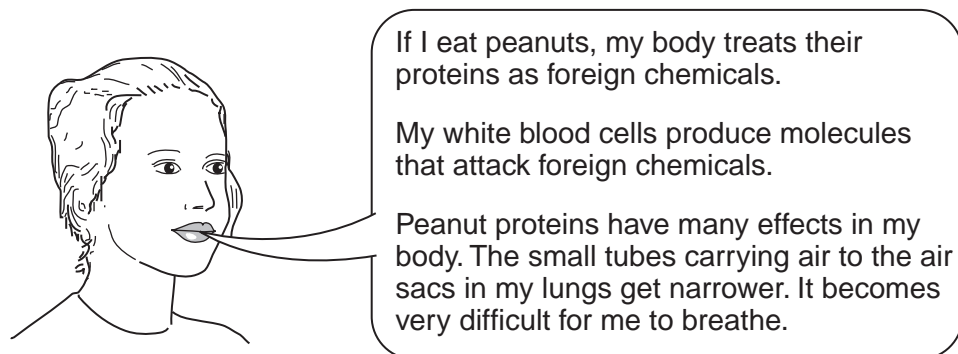 If I eat peanuts, my body treats their
proteins as foreign chemicals.
My white blood cells produce molecules
that attack foreign chemicals.
Peanut proteins have many effects in my
body. The small tubes carrying air to the air
sacs in my lungs get narrower. It becomes
very difficult for me to breathe.